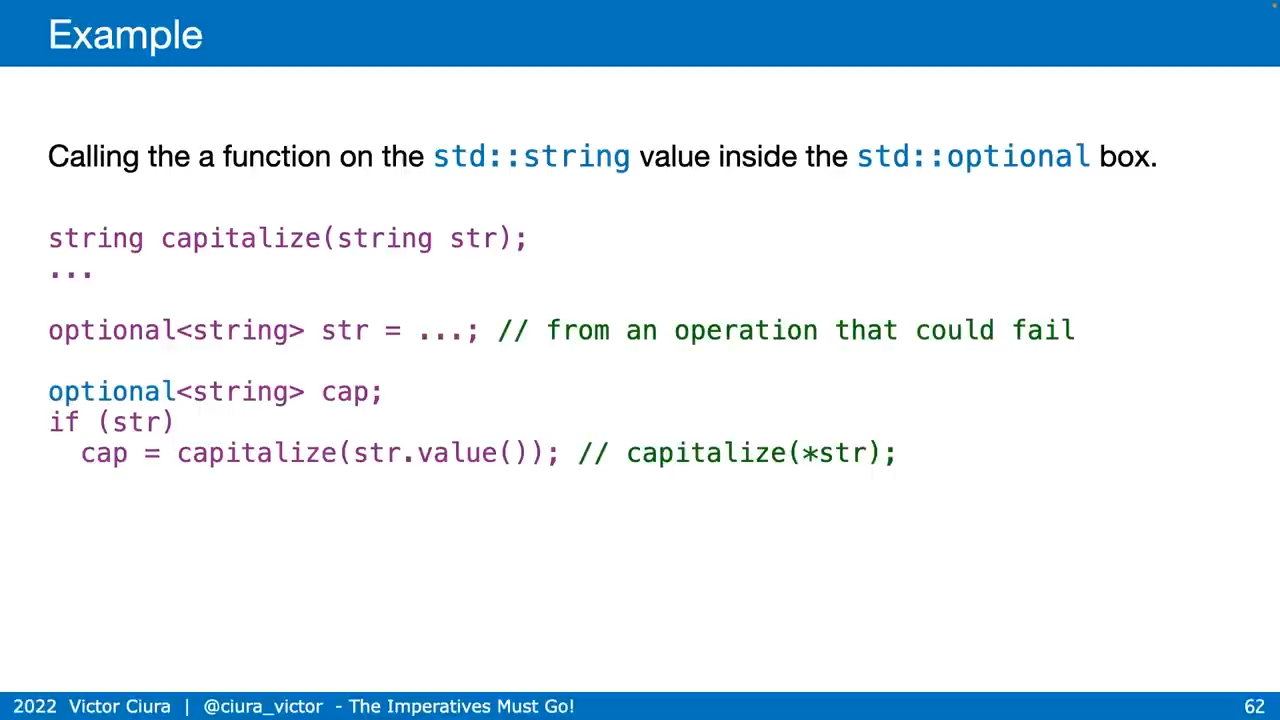 Example
Calling the a function on the std::string value inside the std::optional box.
string capitalize(string str);
...
optional<string> str = ...; // from an operation that could fail
optional<string> cap;
if (str)
  cap = capitalize(str.value()); // capitalize(*str);
2022 Victor Ciura | @ciura_victor - The Imperatives Must Go!
62